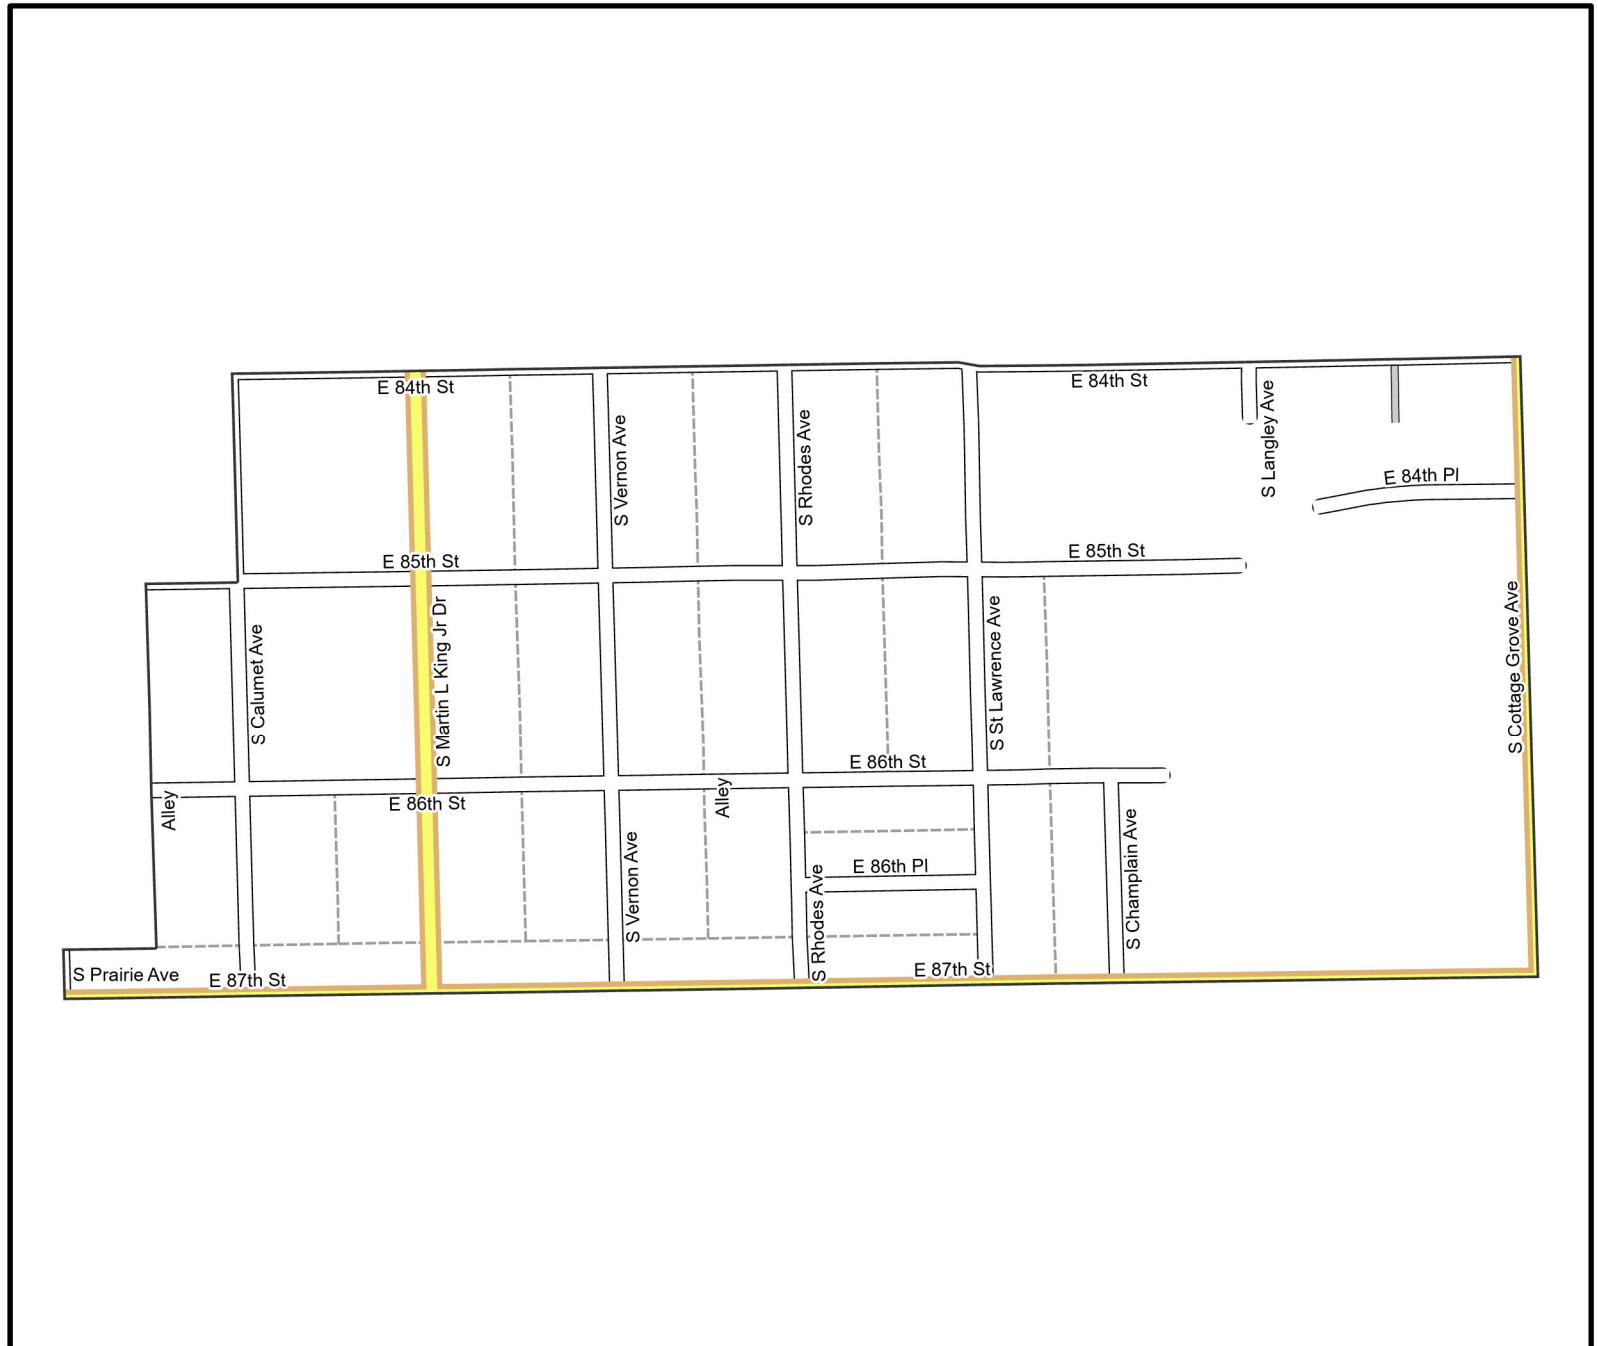 E 84th St
E 84th St
S Langley Ave
S Vernon Ave
S Rhodes Ave
E 84th Pl
E 85th St
E 85th St
S Calumet Ave
S Martin L King Jr Dr
S St Lawrence Ave
S Cottage Grove Ave
E 86th St
E 86th St
Alley
Alley
S Vernon Ave
E 86th Pl
S Rhodes Ave
S Champlain Ave
S Prairie Ave
E 87th St
E 87th St